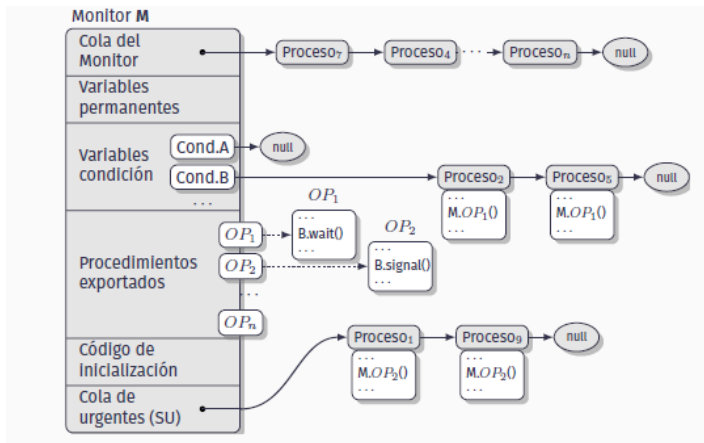 Monitor M
Cola del
Monitor
Proceso₇
Proceso₄
...
Procesoₙ
null
Variables
permanentes
Variables
condición
Cond.A
null
Cond.B
...
Proceso₂
...
M.OP₁()
...
Proceso₅
...
M.OP₁()
...
null
Procedimientos
exportados
OP₁
OP₂
...
OPₙ
OP₁
...
B.wait()
...
OP₂
...
B.signal()
...
Código de
inicialización
Cola de
urgentes (SU)
Proceso₁
...
M.OP₂()
...
Proceso₉
...
M.OP₂()
...
null